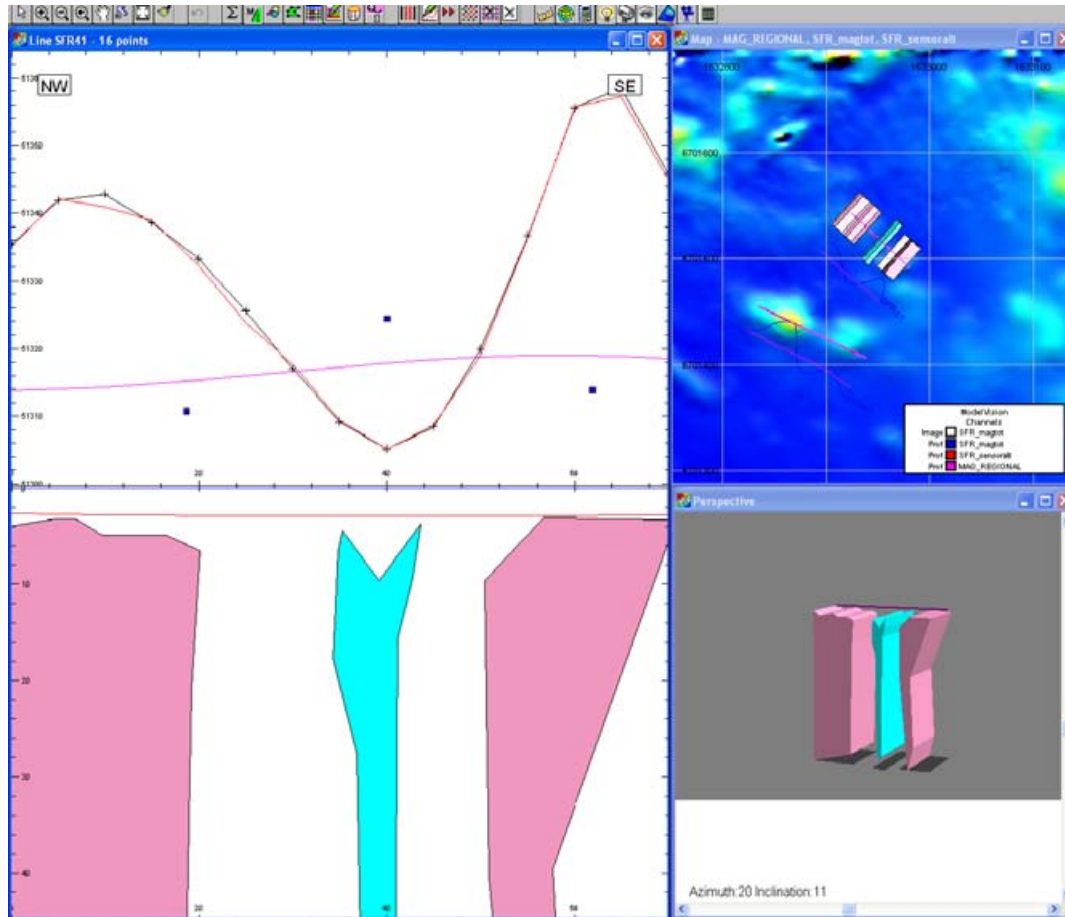 Line SFR41 - 16 points
NW
SE
51350
51340
51330
51320
51310
51300
20
40
60
0
10
20
30
40
20
40
60
Map - MAG_REGIONAL, SFR_magtot, SFR_sensoralt
6701600
ModelVision
Channels
Image SFR_magtot
Prof SFR_magtot
Prof SFR_sensoralt
Prof MAG_REGIONAL
Perspective
Azimuth:20 Inclination:11